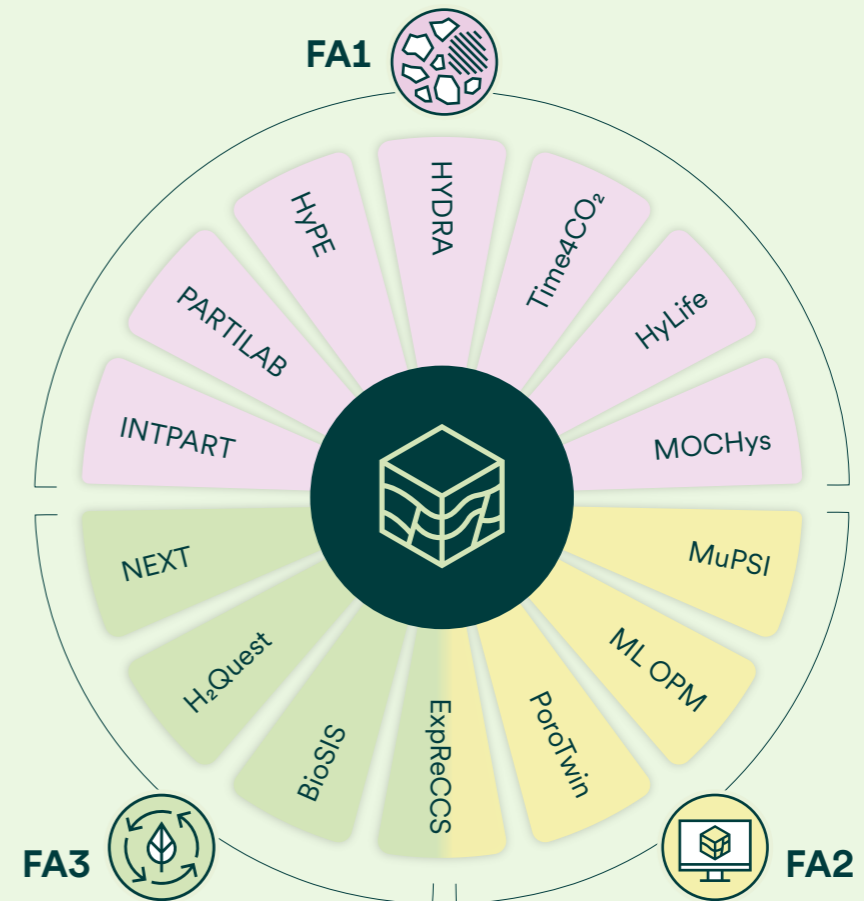 FA1
INTPART
PARTILAB
HyPE
HYDRA
Time4CO₂
HyLife
MOCHys
MuPSI
ML OPM
PoroTwin
ExpReCCS
BioSIS
H₂Quest
NEXT
FA3
FA2